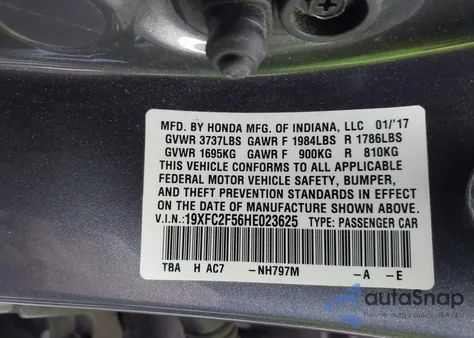 MFD. BY HONDA MFG. OF INDIANA, LLC 01/'17
GVWR 3737LBS GAWR F 1984LBS R 1786LBS
GVWR 1695KG GAWR F 900KG R 810KG
THIS VEHICLE CONFORMS TO ALL APPLICABLE
FEDERAL MOTOR VEHICLE SAFETY, BUMPER,
AND THEFT PREVENTION STANDARDS IN EFFECT
ON THE DATE OF MANUFACTURE SHOWN ABOVE.
V.I.N.:19XFC2F56HE023625 TYPE: PASSENGER CAR
TBA H AC7 -NH797M -A -E
autoSnap